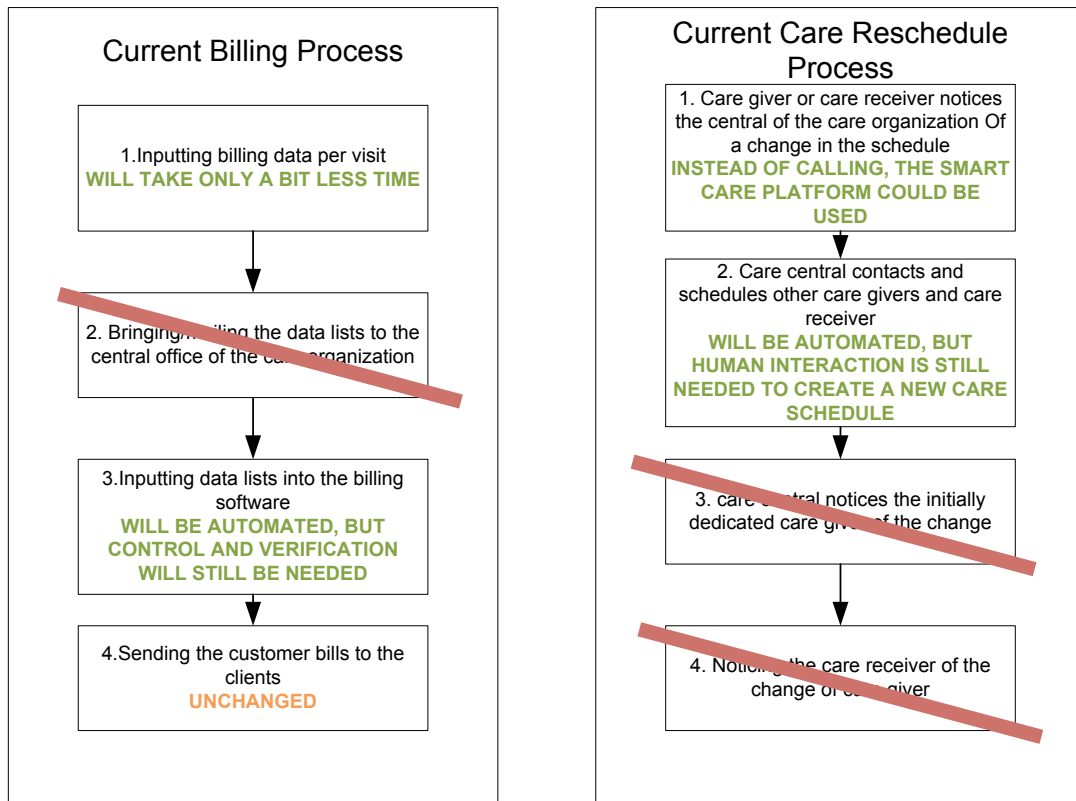 Current Billing Process
1.Inputting billing data per visit
WILL TAKE ONLY A BIT LESS TIME
2. Bringing/mailing the data lists to the
central office of the care organization
3.Inputting data lists into the billing
software
WILL BE AUTOMATED, BUT
CONTROL AND VERIFICATION
WILL STILL BE NEEDED
4.Sending the customer bills to the
clients
UNCHANGED
Current Care Reschedule
Process
1. Care giver or care receiver notices
the central of the care organization Of
a change in the schedule
INSTEAD OF CALLING, THE SMART
CARE PLATFORM COULD BE
USED
2. Care central contacts and
schedules other care givers and care
receiver
WILL BE AUTOMATED, BUT
HUMAN INTERACTION IS STILL
NEEDED TO CREATE A NEW CARE
SCHEDULE
3. care central notices the initially
dedicated care giver of the change
4. Noticing the care receiver of the
change of care giver